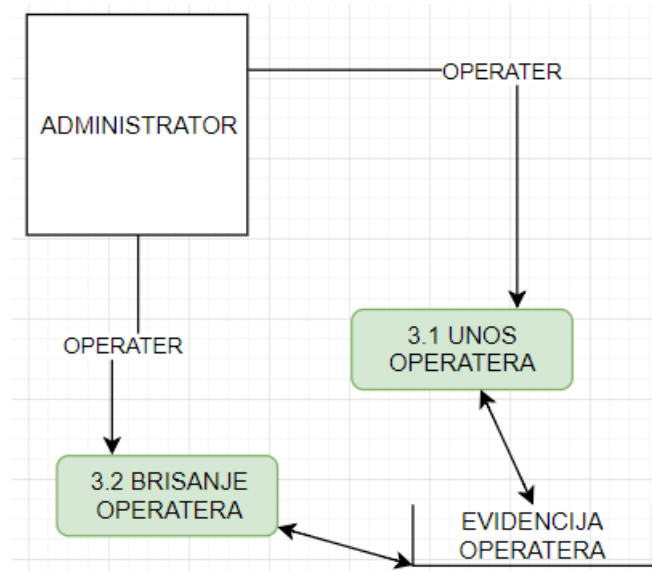 OPERATER
ADMINISTRATOR
3.1 UNOS
OPERATERA
OPERATER
3.2 BRISANJE
OPERATERA
EVIDENCIJA
OPERATERA